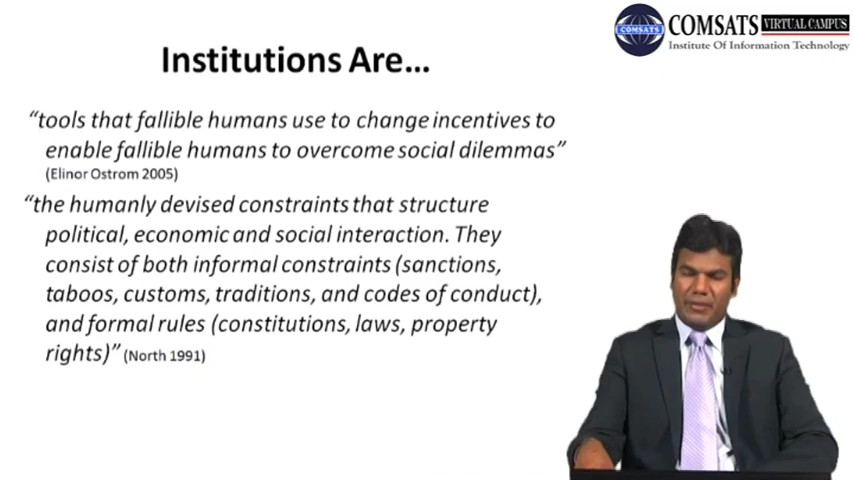 COMSATS VIRTUAL CAMPUS
Institute Of Information Technology
COMSATS
Institutions Are...
“tools that fallible humans use to change incentives to
enable fallible humans to overcome social dilemmas”
(Elinor Ostrom 2005)
“the humanly devised constraints that structure
political, economic and social interaction. They
consist of both informal constraints (sanctions,
taboos, customs, traditions, and codes of conduct),
and formal rules (constitutions, laws, property
rights)” (North 1991)